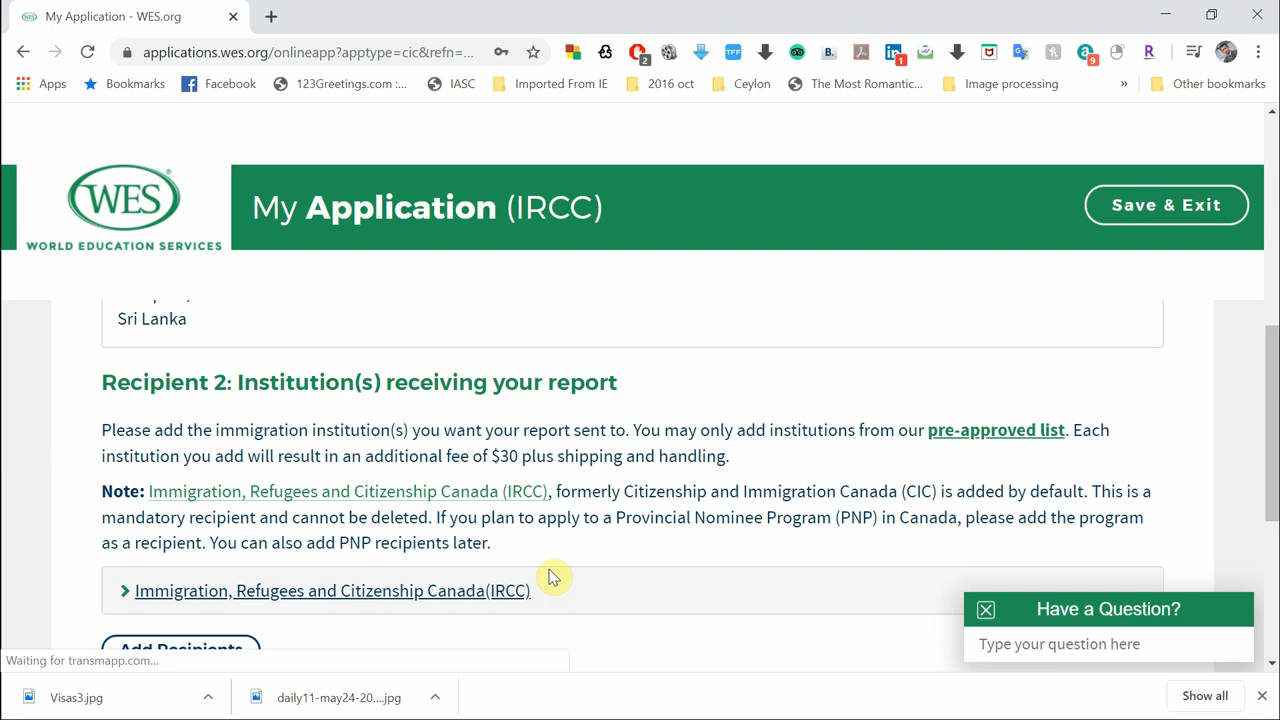 My Application - WES.org
applications.wes.org/onlineapp?apptype=cic&refn=...
2
TFF
B.
1
a
9
R
Apps
Bookmarks
Facebook
123Greetings.com :...
IASC
Imported From IE
2016 oct
Ceylon
The Most Romantic...
Image processing
»
Other bookmarks
WES
WORLD EDUCATION SERVICES
My Application (IRCC)
Save & Exit
Sri Lanka
Recipient 2: Institution(s) receiving your report
Please add the immigration institution(s) you want your report sent to. You may only add institutions from our pre-approved list. Each
institution you add will result in an additional fee of $30 plus shipping and handling.
Note: Immigration, Refugees and Citizenship Canada (IRCC), formerly Citizenship and Immigration Canada (CIC) is added by default. This is a
mandatory recipient and cannot be deleted. If you plan to apply to a Provincial Nominee Program (PNP) in Canada, please add the program
as a recipient. You can also add PNP recipients later.
Immigration, Refugees and Citizenship Canada(IRCC)
Add Recipients
Have a Question?
Type your question here
Waiting for transmapp.com...
Visas3.jpg
daily11-may24-20....jpg
Show all